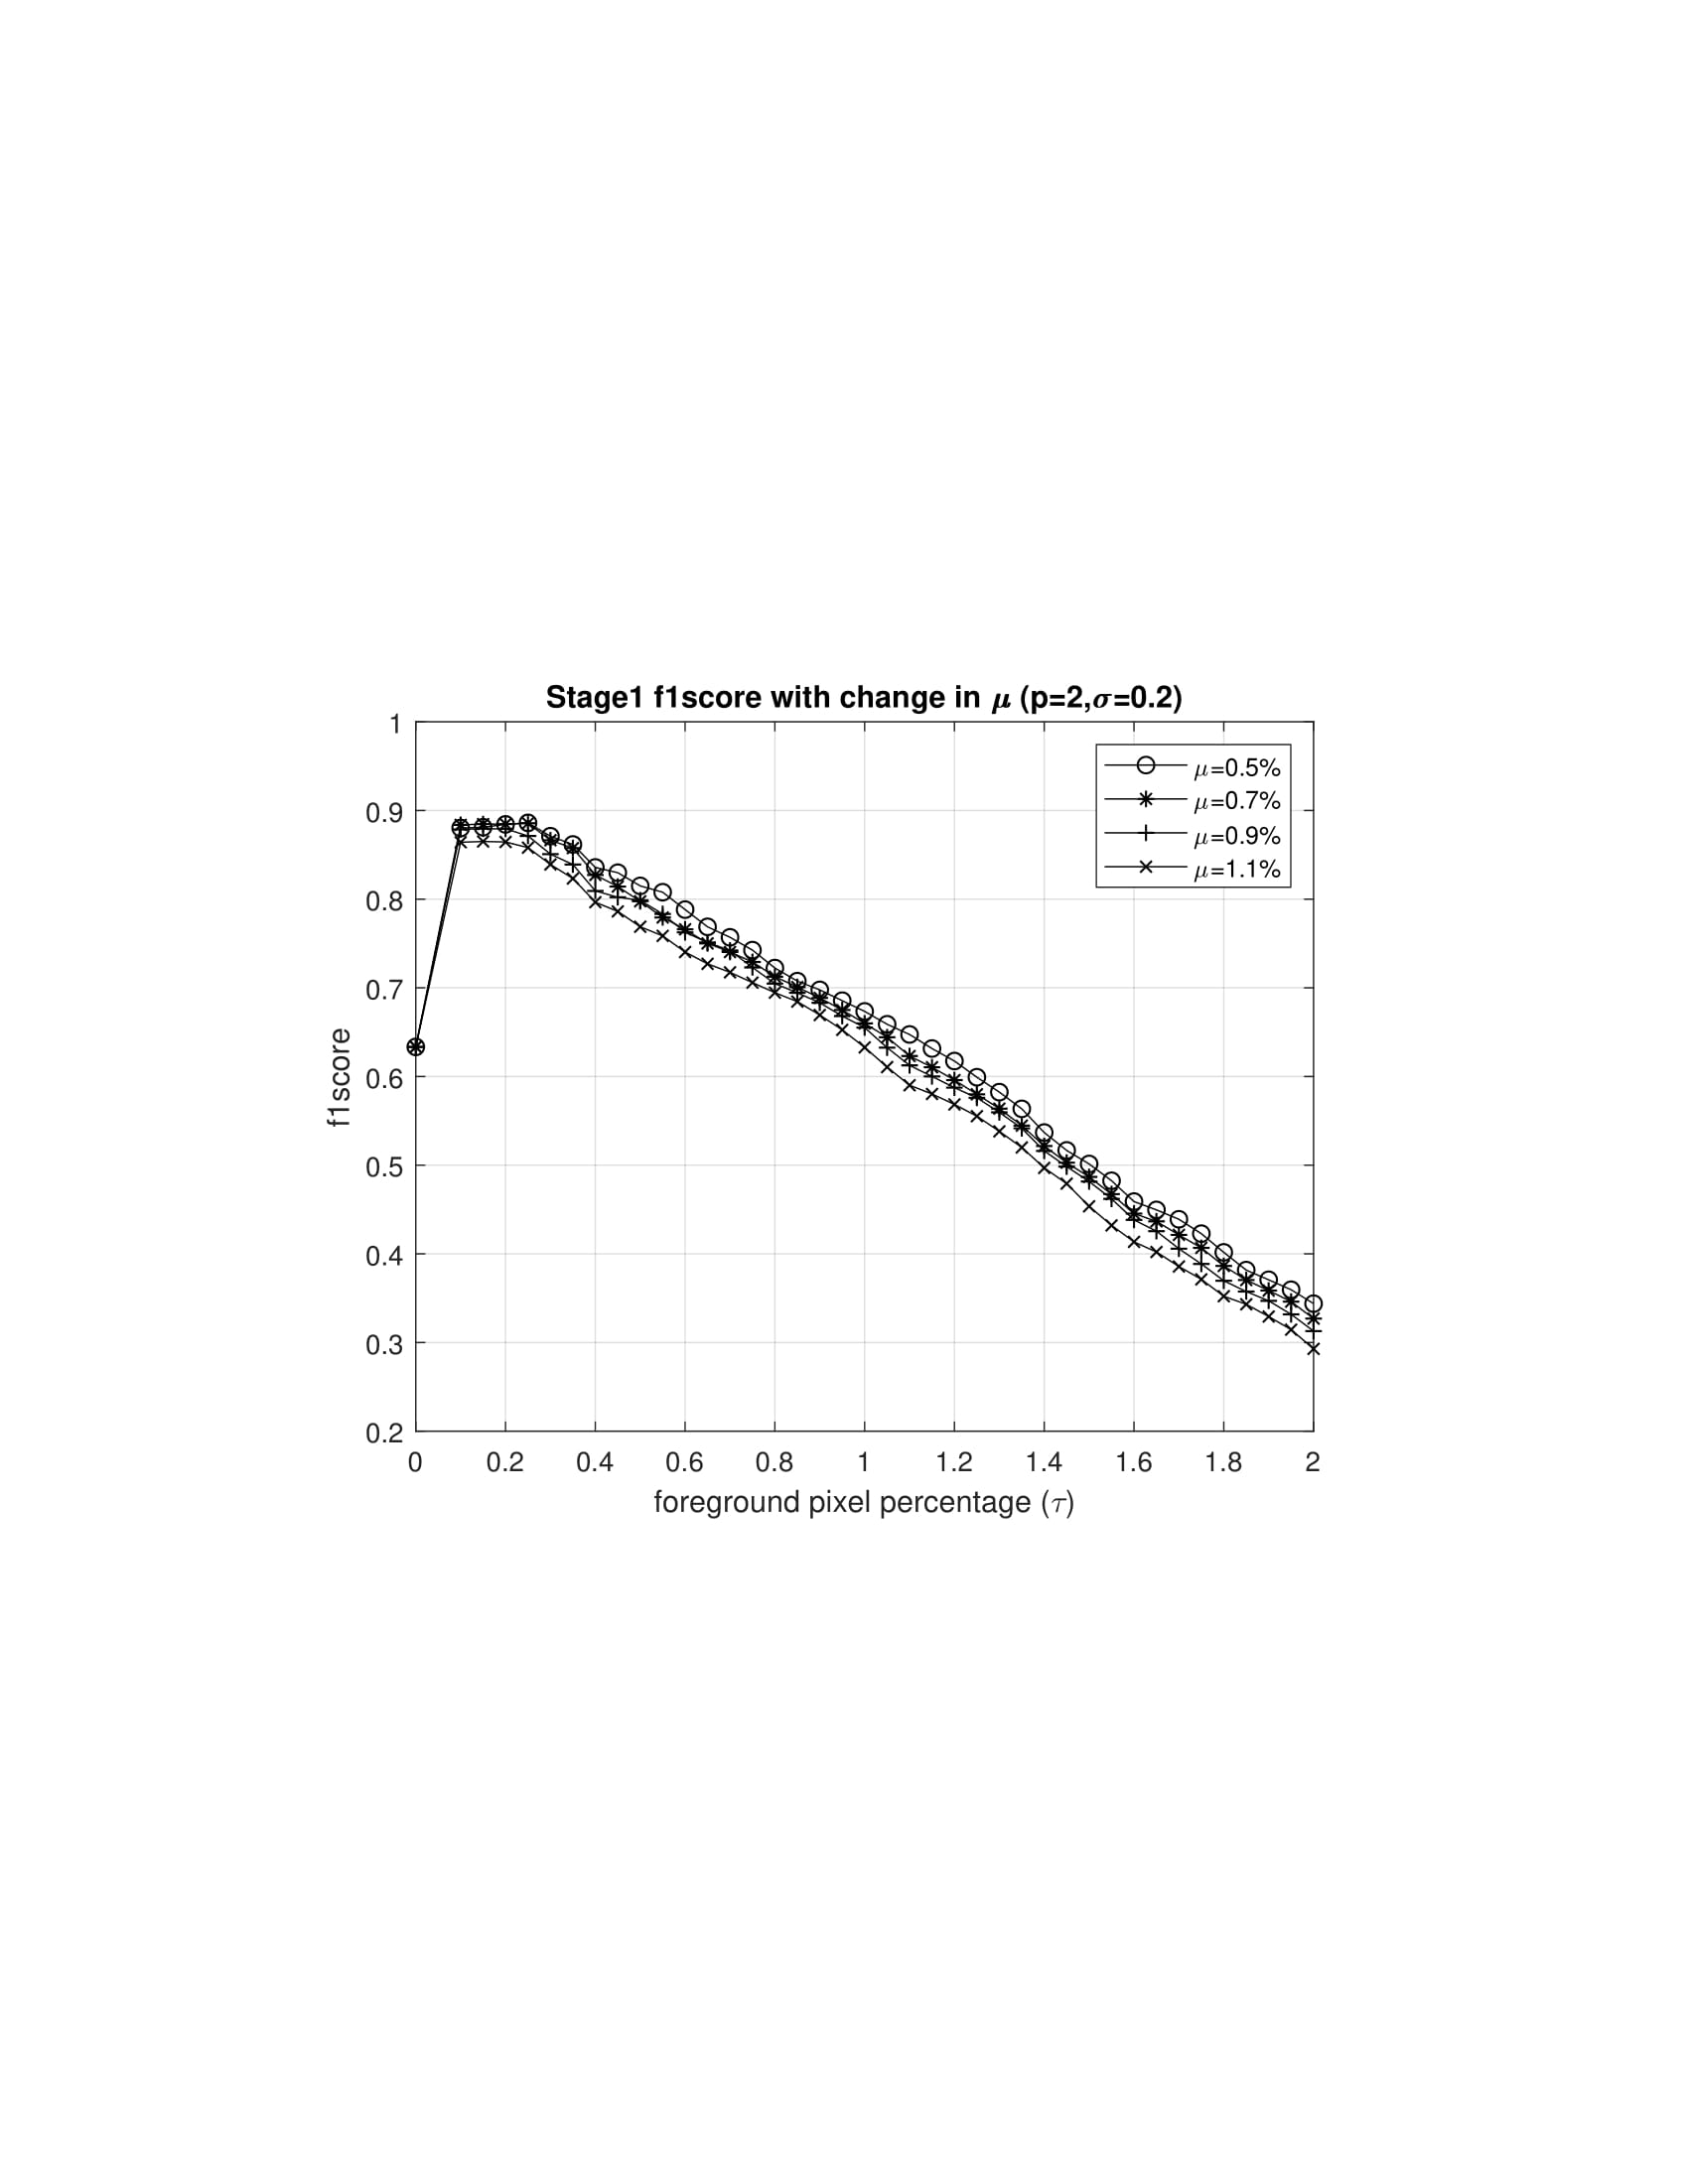 Stage1 f1score with change in μ (p=2,σ=0.2)
1
0.9
0.8
0.7
0.6
0.5
0.4
0.3
0.2
f1score
μ=0.5%
μ=0.7%
μ=0.9%
μ=1.1%
0 0.2 0.4 0.6 0.8 1 1.2 1.4 1.6 1.8 2
foreground pixel percentage (τ)